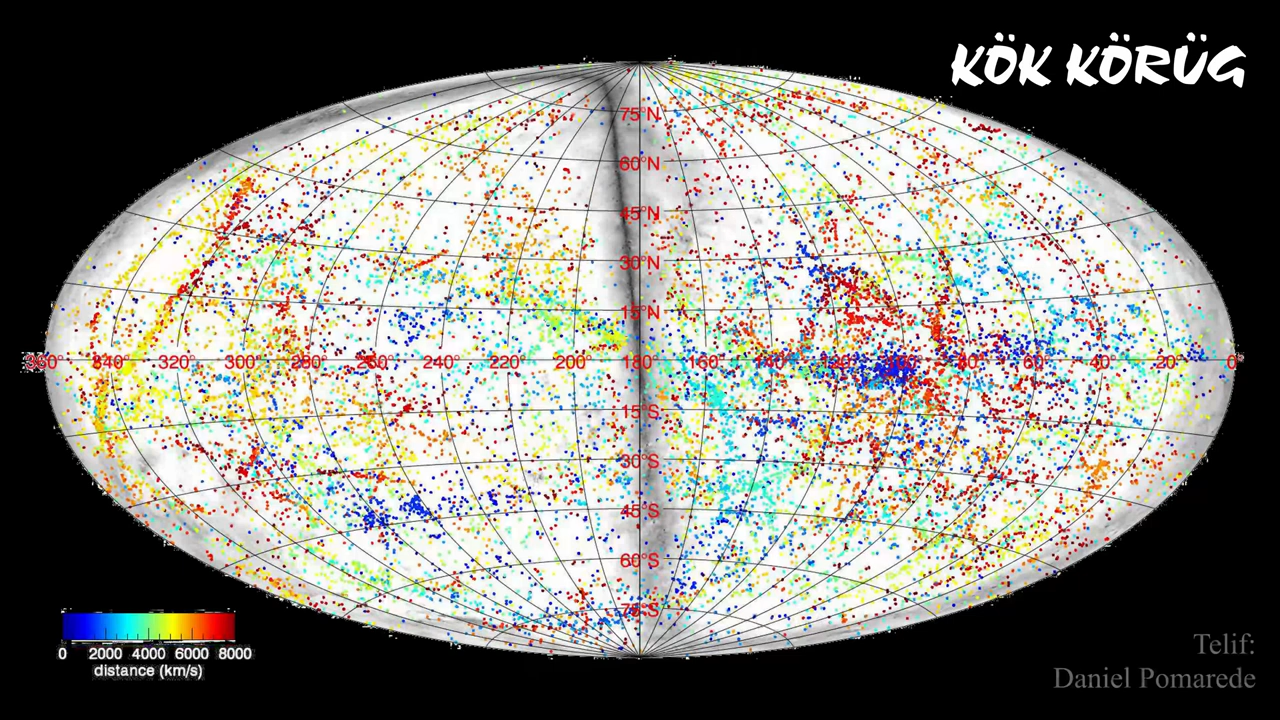 KÖK KÖRÜG
75°N
60°N
45°N
30°N
15°N
360° 340° 320° 300° 280° 260° 240° 220° 200° 180° 160° 140° 120° 80° 60° 40° 20° 0°
15°S
30°S
45°S
60°S
75°S
0 2000 4000 6000 8000
distance (km/s)
Telif:
Daniel Pomarede